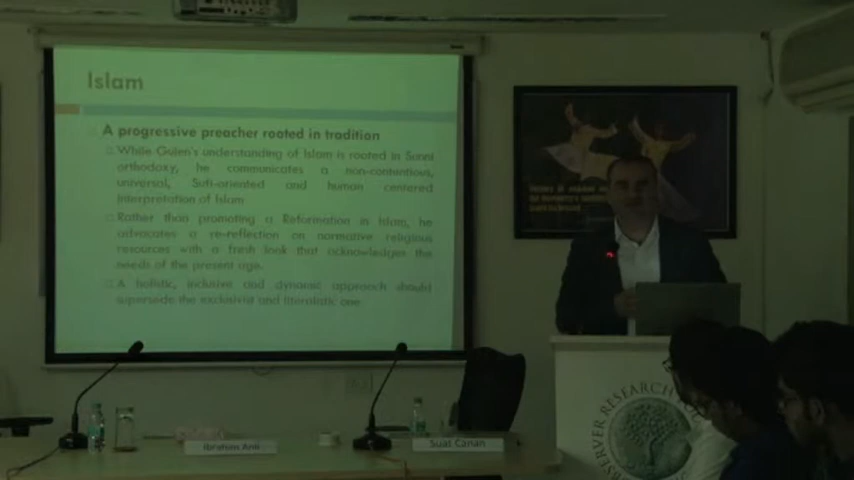 Islam
A progressive preacher rooted in tradition
While Gulen's understanding of Islam is rooted in Sunni
orthodoxy, he communicates a non-contentious,
universal, Sufi-oriented and human centered
interpretation of Islam
Rather than promoting a Reformation in Islam, he
advocates a re-reflection on normative religious
resources with a fresh look that acknowledges the
needs of the present age.
A holistic, inclusive and dynamic approach should
supersede the exclusivist and literalistic one
Ibrahim Anli
Suat Canan
OBSERVER RESEARCH